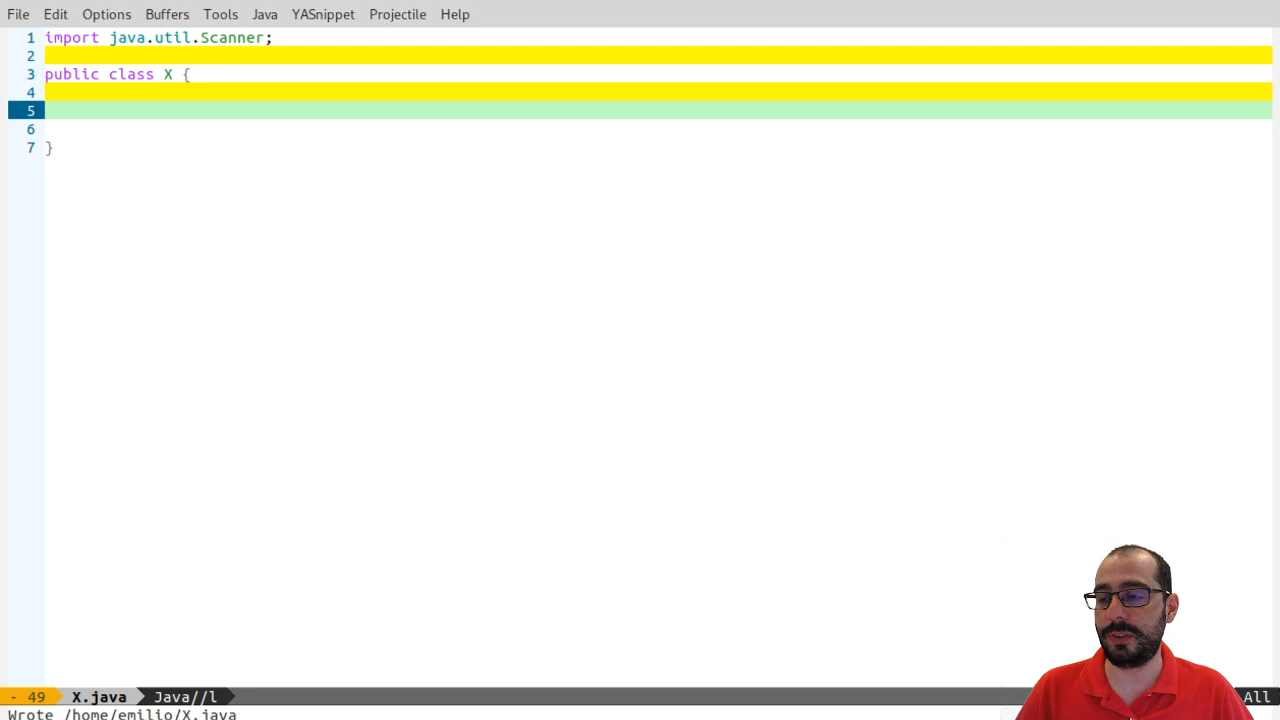 File Edit Options Buffers Tools Java YASnippet Projectile Help
1 import java.util.Scanner;
2
3 public class X {
4
5
6
7 }
- 49 X.java Java//l All
Wrote /home/emilio/X.java